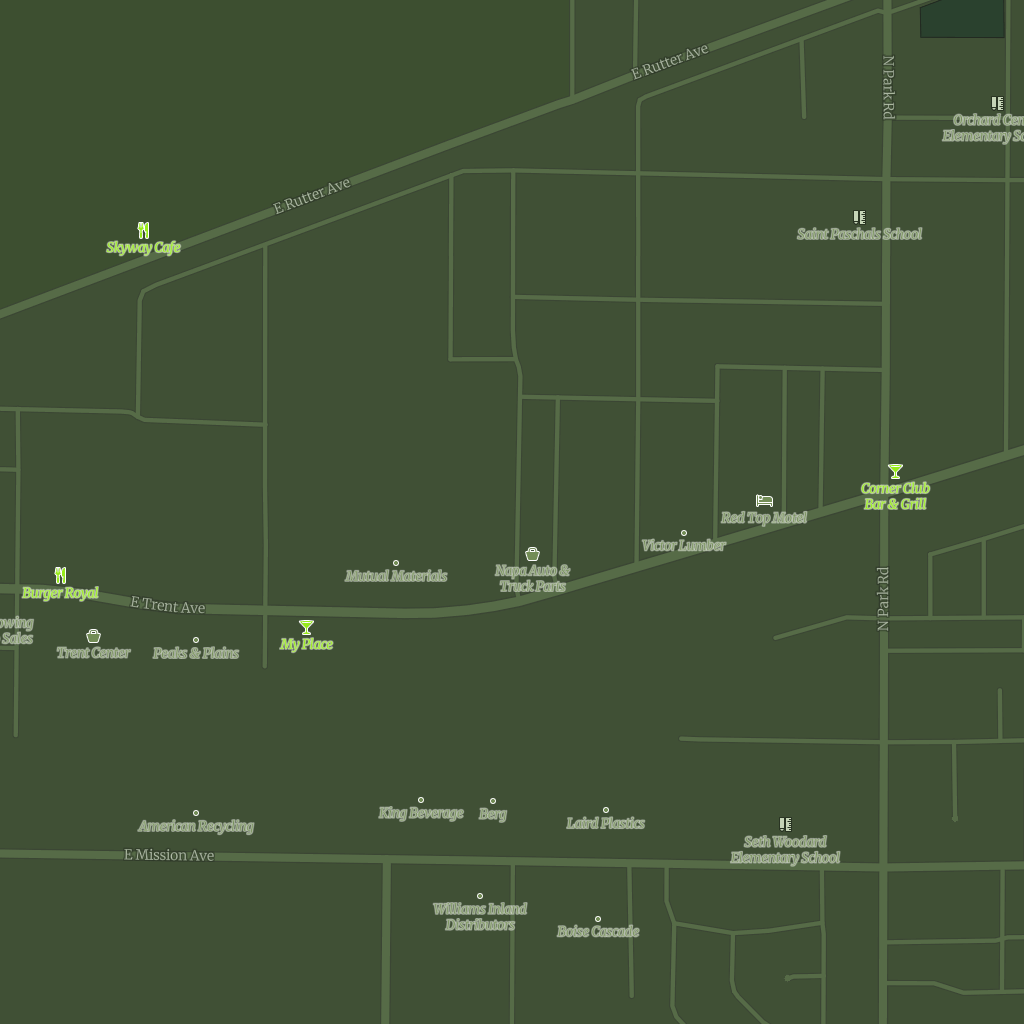 E Rutter Ave
N Park Rd
Elementary
Orchard
E Rutter Ave
Saint Paschals School
Skyway Cafe
Corner Club
Bar & Grill
Red Top Motel
Victor Lumber
Napa Auto &
Truck Parts
Mutual Materials
N Park Rd
Burger Royal
E Trent Ave
Sales
My Place
Trent Center
Peaks & Plains
King Beverage
Berg
Laird Plastics
American Recycling
Seth Woodard
Elementary School
E Mission Ave
Williams Inland
Distributors
Boise Cascade